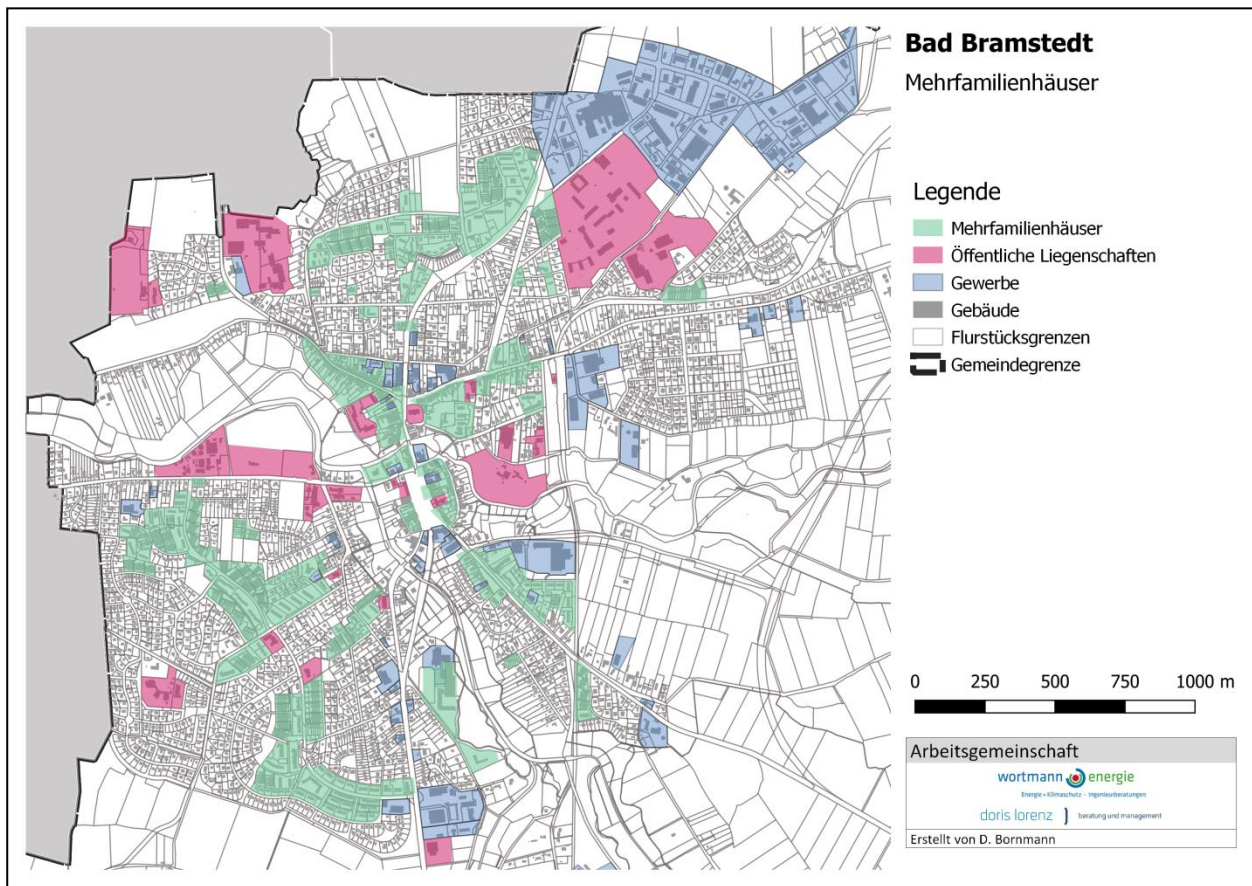 Bad Bramstedt
Mehrfamilienhäuser
Legende
Mehrfamilienhäuser
Öffentliche Liegenschaften
Gewerbe
Gebäude
Flurstücksgrenzen
Gemeindegrenze
0 250 500 750 1000 m
Arbeitsgemeinschaft
wortmann energie
Energie • Klimaschutz - Ingenieurberatungen
doris lorenz beratung und management
Erstellt von D. Bornmann